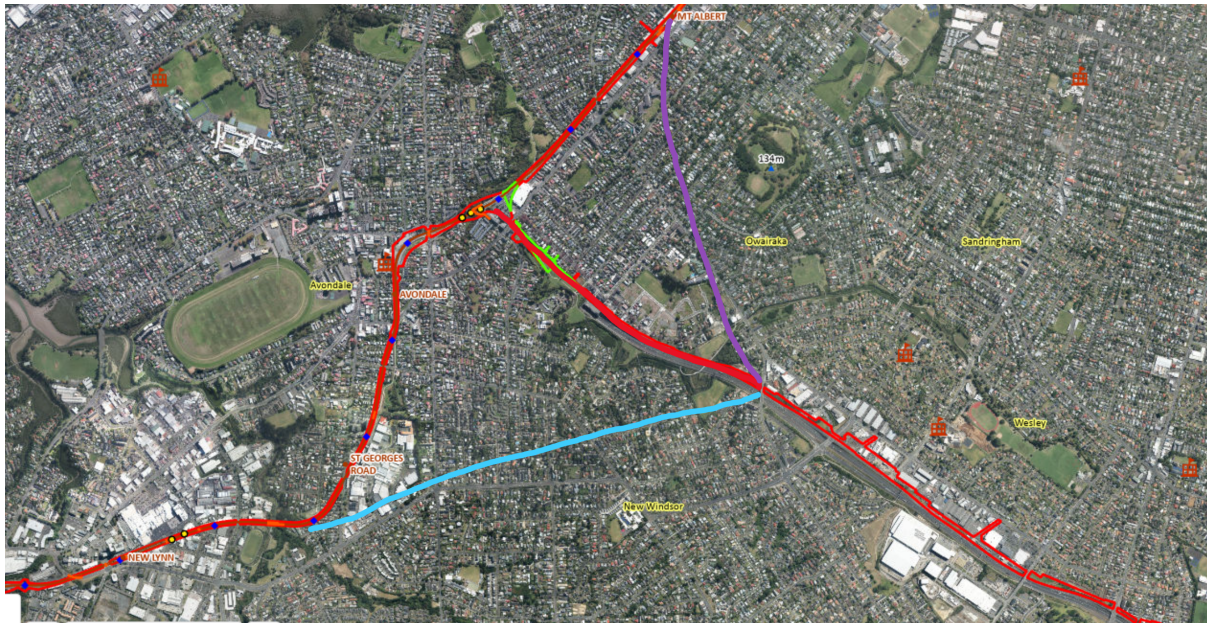 MT ALBERT
134m
Owairaka
Sandringham
Avondale
AVONDALE
Wesley
ST GEORGES
ROAD
New Windsor
NEW LYNN